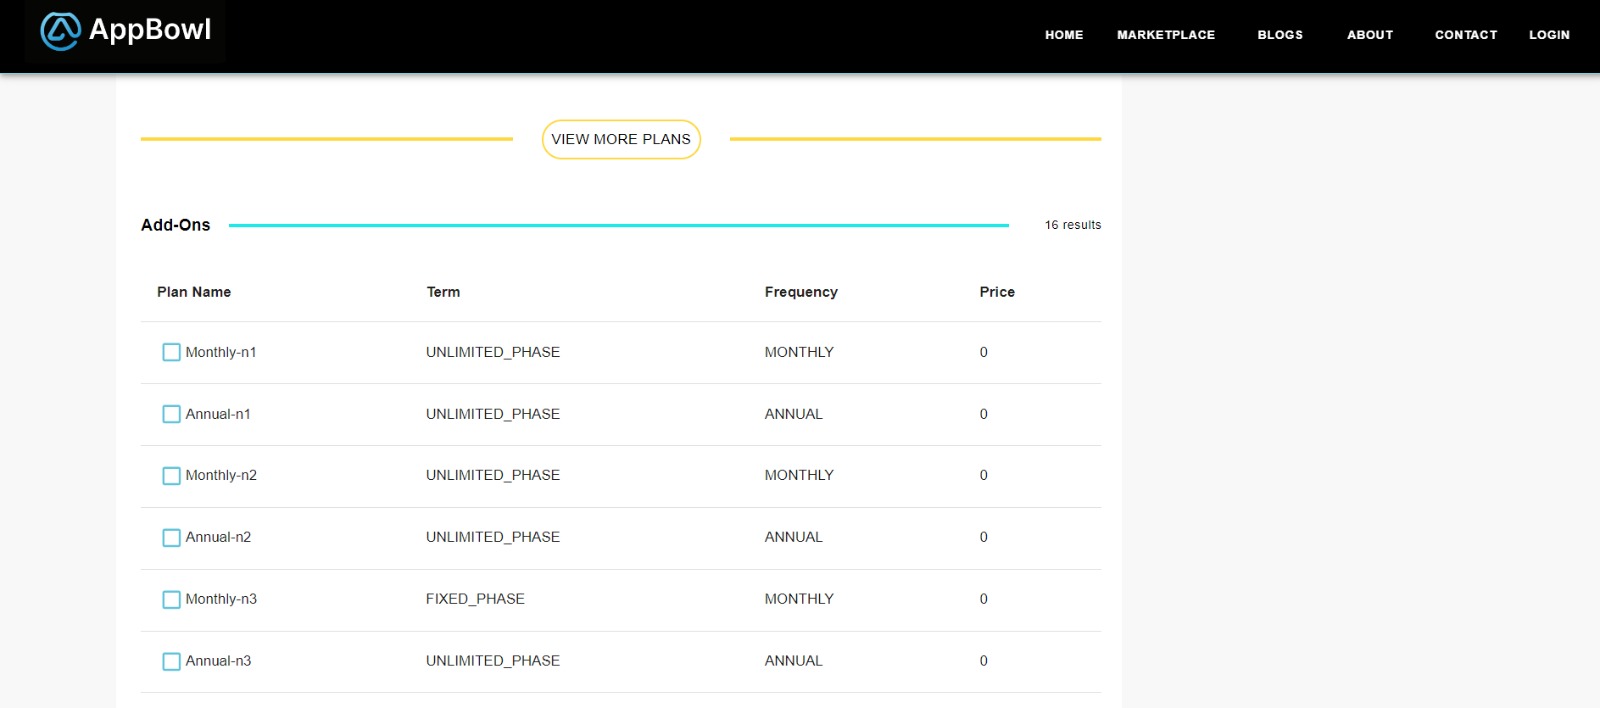 AppBowl
HOME MARKETPLACE BLOGS ABOUT CONTACT LOGIN
VIEW MORE PLANS
Add-Ons 16 results
Plan Name Term Frequency Price
Monthly-n1 UNLIMITED_PHASE MONTHLY 0
Annual-n1 UNLIMITED_PHASE ANNUAL 0
Monthly-n2 UNLIMITED_PHASE MONTHLY 0
Annual-n2 UNLIMITED_PHASE ANNUAL 0
Monthly-n3 FIXED_PHASE MONTHLY 0
Annual-n3 UNLIMITED_PHASE ANNUAL 0